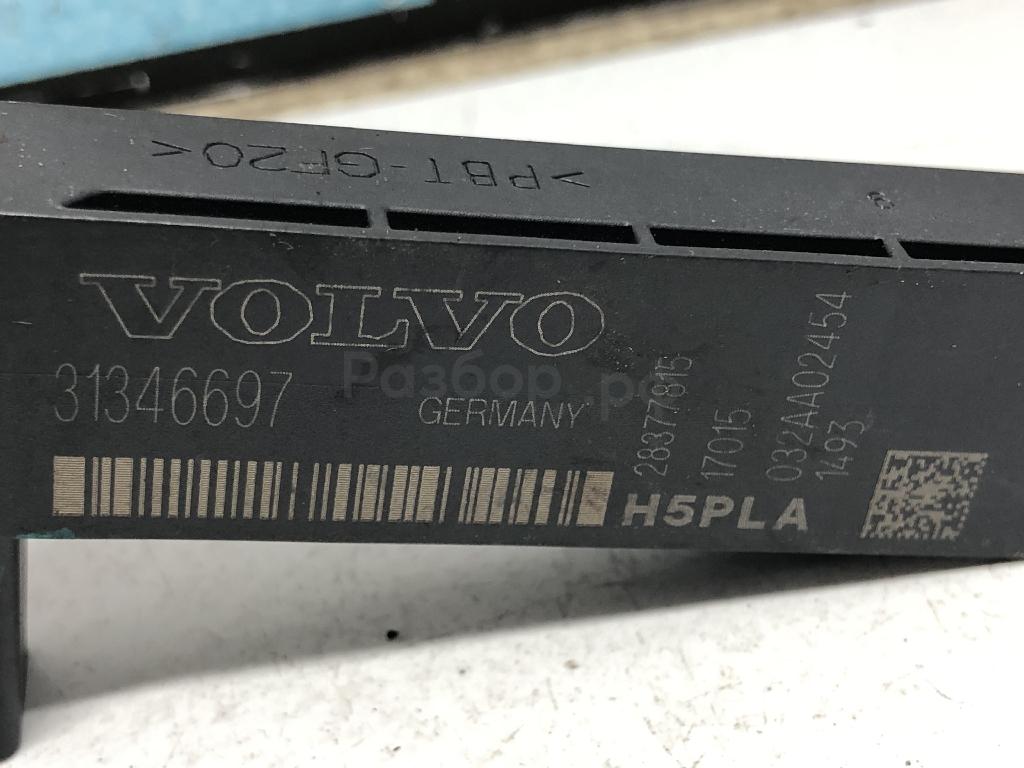 >PBT-GF20<
VOLVO
31346697
GERMANY
28377815
17015
032AA02454
1493
H5PLA
Разбор.рф